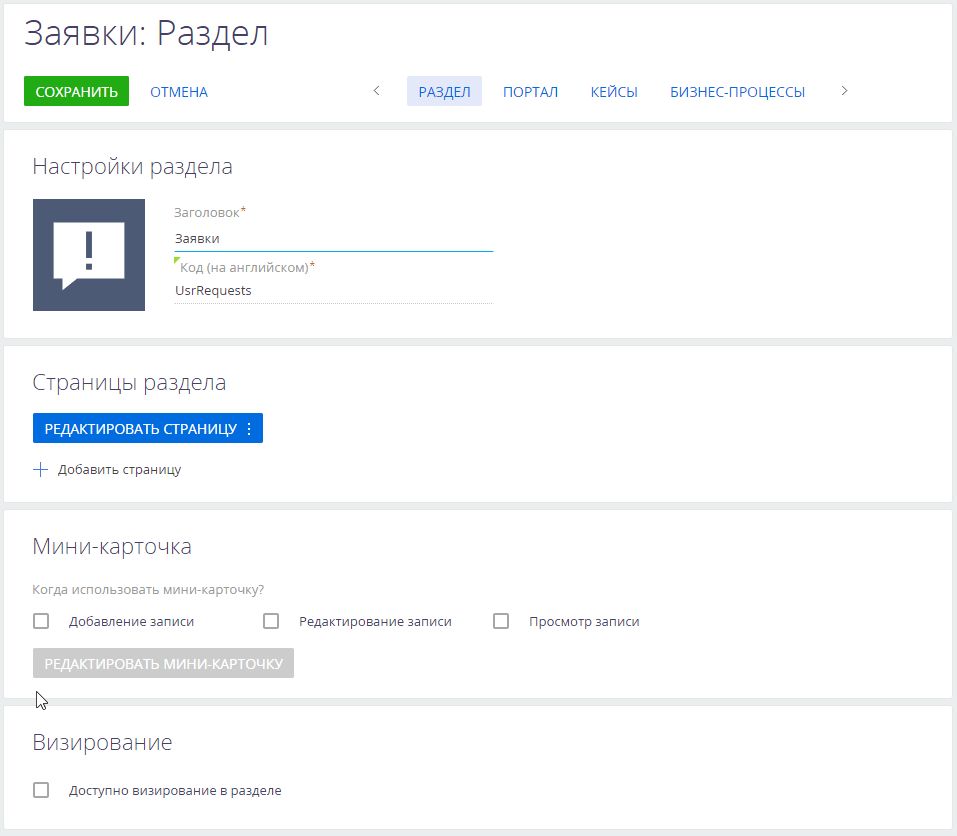 Заявки: Раздел
СОХРАНИТЬ ОТМЕНА РАЗДЕЛ ПОРТАЛ КЕЙСЫ БИЗНЕС-ПРОЦЕССЫ
Настройки раздела
Заголовок*
Заявки
Код (на английском)*
UsrRequests
Страницы раздела
РЕДАКТИРОВАТЬ СТРАНИЦУ
Добавить страницу
Мини-карточка
Когда использовать мини-карточку?
Добавление записи Редактирование записи Просмотр записи
РЕДАКТИРОВАТЬ МИНИ-КАРТОЧКУ
Визирование
Доступно визирование в разделе